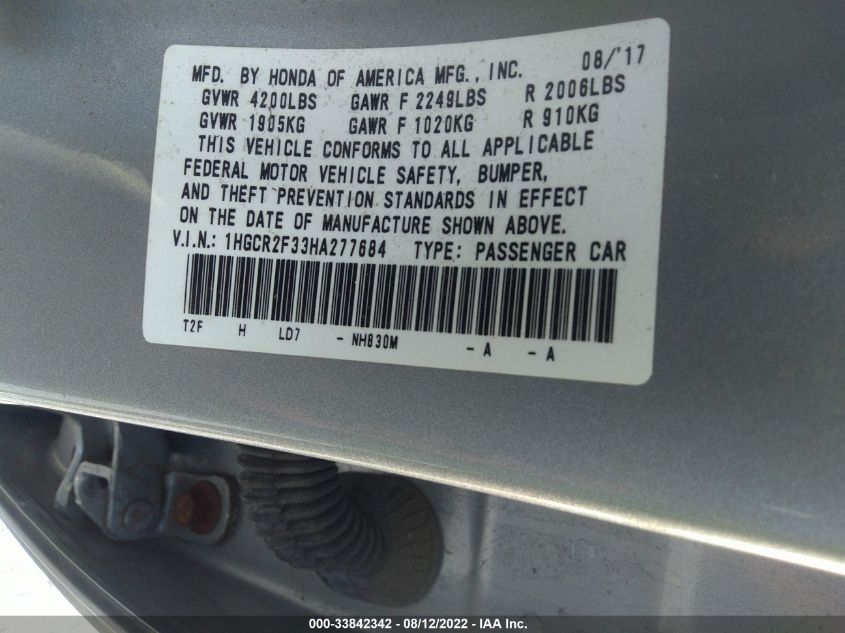 MFD. BY HONDA OF AMERICA MFG., INC. 08/'17
GVWR 4200LBS GAWR F 2249LBS R 2006LBS
GVWR 1905KG GAWR F 1020KG R 910KG
THIS VEHICLE CONFORMS TO ALL APPLICABLE
FEDERAL MOTOR VEHICLE SAFETY, BUMPER,
AND THEFT PREVENTION STANDARDS IN EFFECT
ON THE DATE OF MANUFACTURE SHOWN ABOVE.
V.I.N.: 1HGCR2F33HA277684 TYPE: PASSENGER CAR
T2F H LD7 - NH830M - A - A
000-33842342 - 08/12/2022 - IAA Inc.